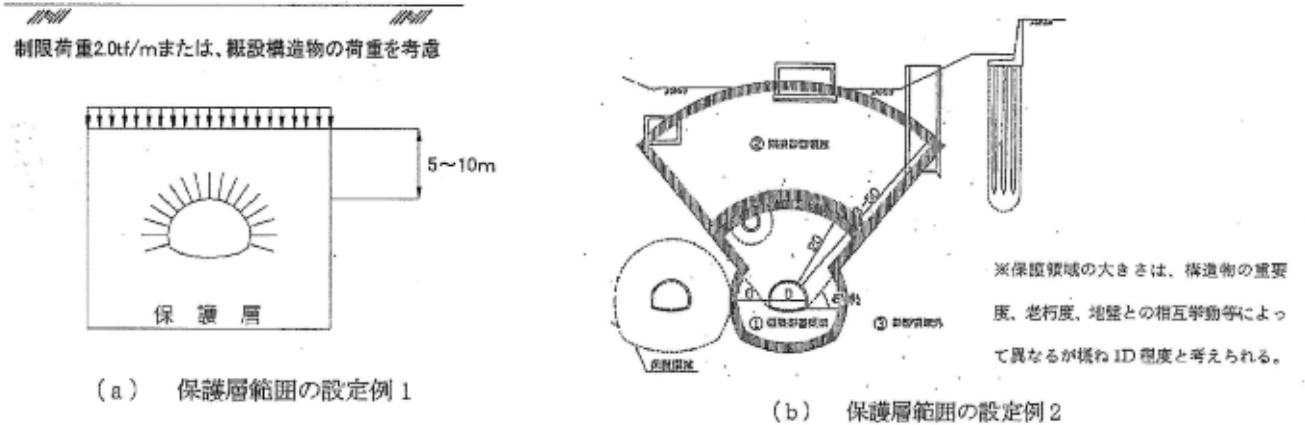 制限荷重2.0tf/mまたは、既設構造物の荷重を考慮
5〜10m
保護層
(a) 保護層範囲の設定例1
②
2D
D
D
①
③
※保護領域の大きさは、構造物の重要
度、老朽度、地盤との相互挙動等によっ
て異なるが概ね1D程度と考えられる。
(b) 保護層範囲の設定例2